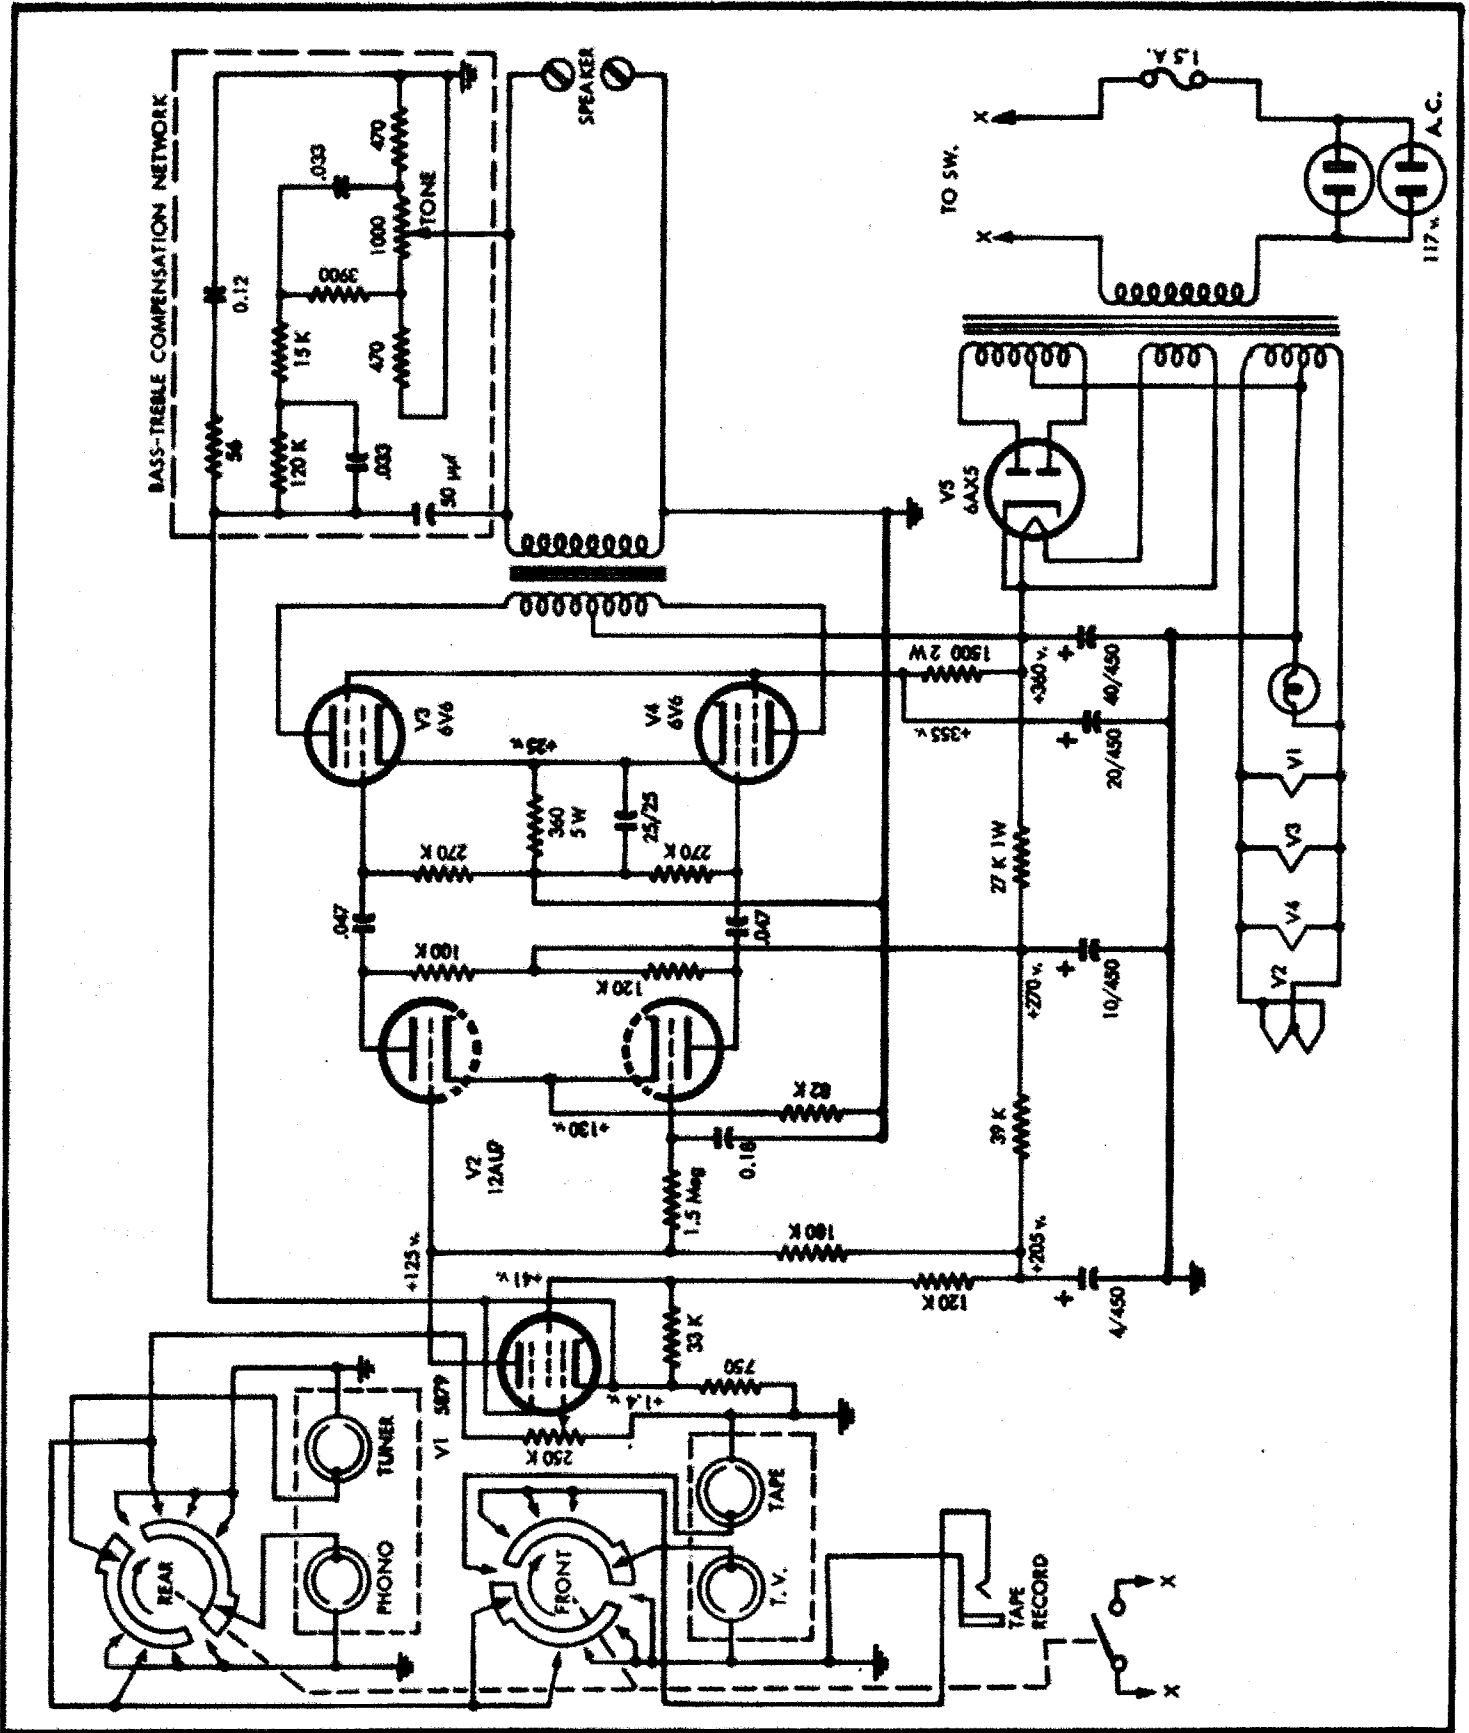 BASS-TREBLE COMPENSATION NETWORK
56
0.12
120 K
15 K
.033
3900
.033
470
1000
470
TONE
50 μμf
SPEAKER
1.5 A.
X
TO SW.
X
A.C.
117 v.
V5
6AX5
V3
6V6
V4
6V6
+25 v.
360
5 W
25/25
270 K
270 K
.047
.047
100 K
120 K
1500 2 W
+360 v.
40/450
+355 v.
20/450
27 K 1W
+270 v.
10/450
V1
V3
V4
V2
V2
+130 v.
82 K
0.18
1.5 Meg
39 K
180 K
+205 v.
4/450
120 K
+125 v.
+41 v.
33 K
750
+1.4 v.
V1
5879
250 K
TUNER
PHONO
REAR
FRONT
TAPE
T. V.
TAPE
RECORD
X
X